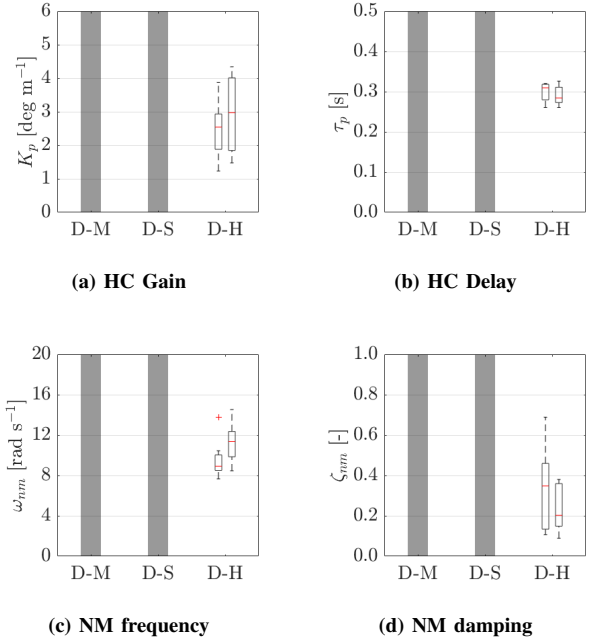 6
5
4
3
2
1
0
K_p [deg m⁻¹]
D-M D-S D-H
(a) HC Gain
0.5
0.4
0.3
0.2
0.1
0.0
τ_p [s]
D-M D-S D-H
(b) HC Delay
20
16
12
8
4
0
ω_nm [rad s⁻¹]
D-M D-S D-H
(c) NM frequency
1.0
0.8
0.6
0.4
0.2
0.0
ζ_nm [-]
D-M D-S D-H
(d) NM damping